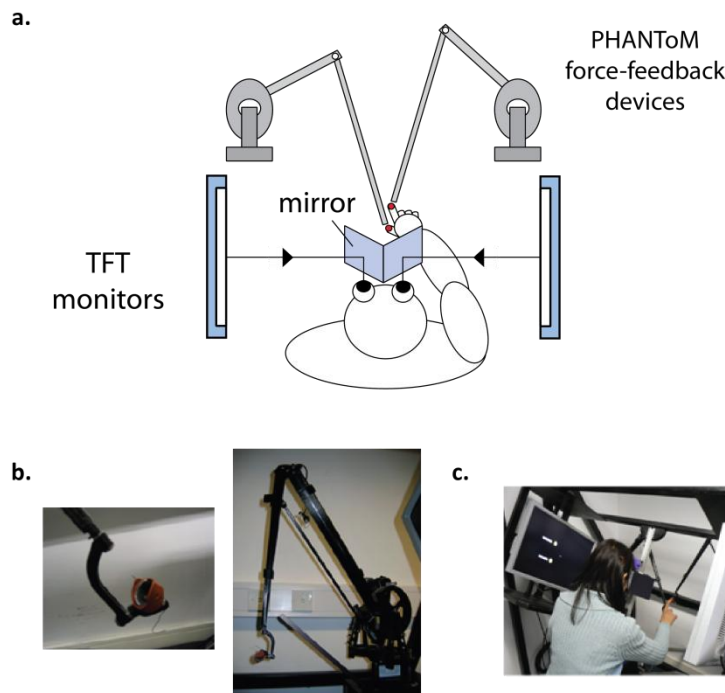 a.
PHANToM
force-feedback
devices
mirror
TFT
monitors
b.
c.